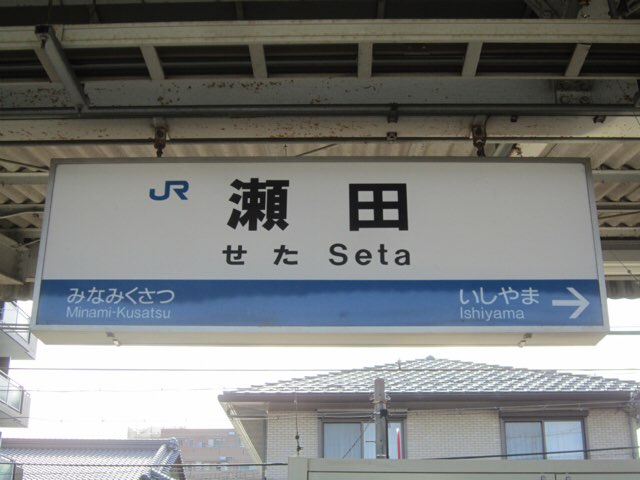 JR 瀬田
せた Seta
みなみくさつ いしやま →
Minami-Kusatsu Ishiyama